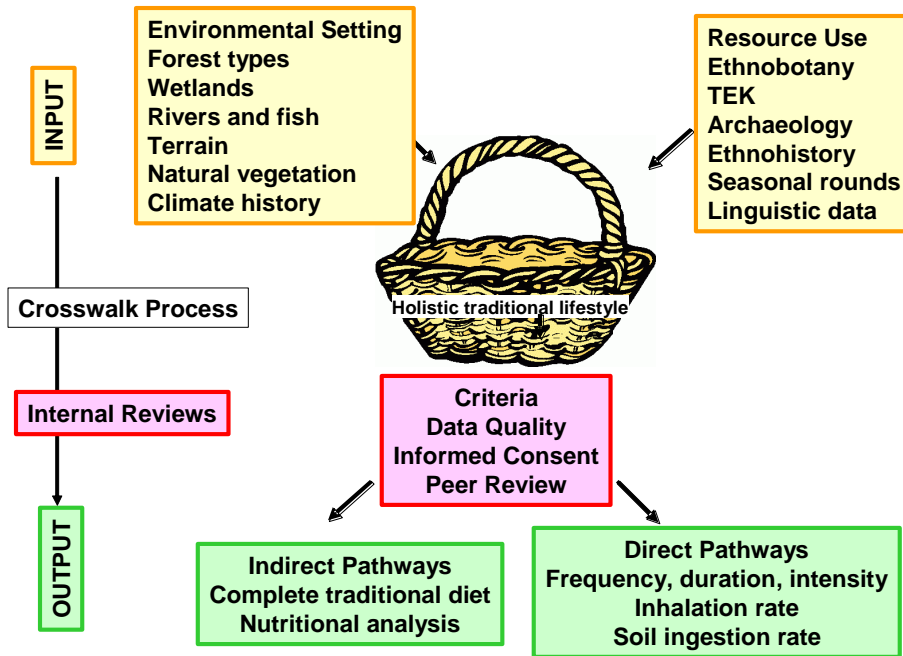 INPUT
Environmental Setting
Forest types
Wetlands
Rivers and fish
Terrain
Natural vegetation
Climate history
Resource Use
Ethnobotany
TEK
Archaeology
Ethnohistory
Seasonal rounds
Linguistic data
Crosswalk Process
Holistic traditional lifestyle
Internal Reviews
Criteria
Data Quality
Informed Consent
Peer Review
OUTPUT
Indirect Pathways
Complete traditional diet
Nutritional analysis
Direct Pathways
Frequency, duration, intensity
Inhalation rate
Soil ingestion rate